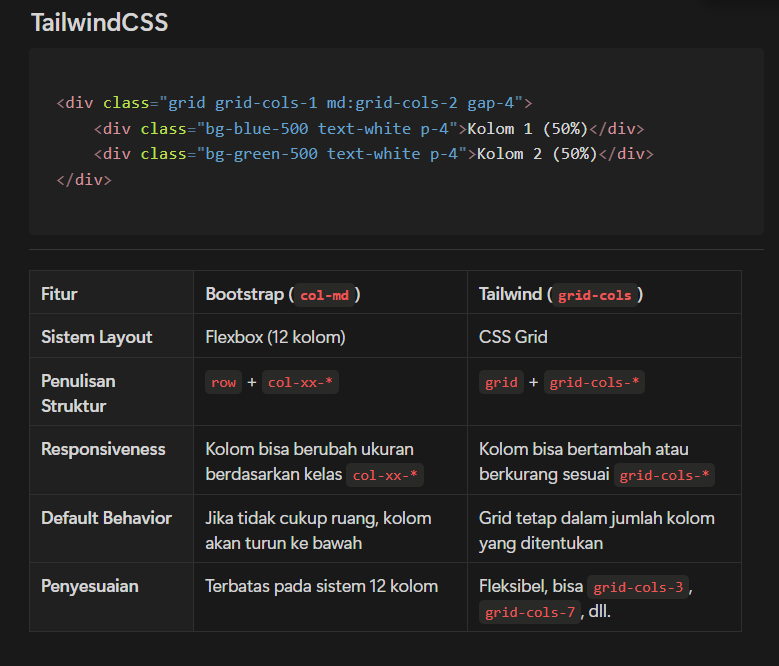 TailwindCSS
<div class="grid grid-cols-1 md:grid-cols-2 gap-4">
    <div class="bg-blue-500 text-white p-4">Kolom 1 (50%)</div>
    <div class="bg-green-500 text-white p-4">Kolom 2 (50%)</div>
</div>
Fitur Bootstrap ( col-md ) Tailwind ( grid-cols )
Sistem Layout Flexbox (12 kolom) CSS Grid
Penulisan
Struktur
row + col-xx-* grid + grid-cols-*
Responsiveness
Kolom bisa berubah ukuran
berdasarkan kelas col-xx-*
Kolom bisa bertambah atau
berkurang sesuai grid-cols-*
Default Behavior
Jika tidak cukup ruang, kolom
akan turun ke bawah
Grid tetap dalam jumlah kolom
yang ditentukan
Penyesuaian
Terbatas pada sistem 12 kolom
Fleksibel, bisa grid-cols-3 ,
grid-cols-7 , dll.